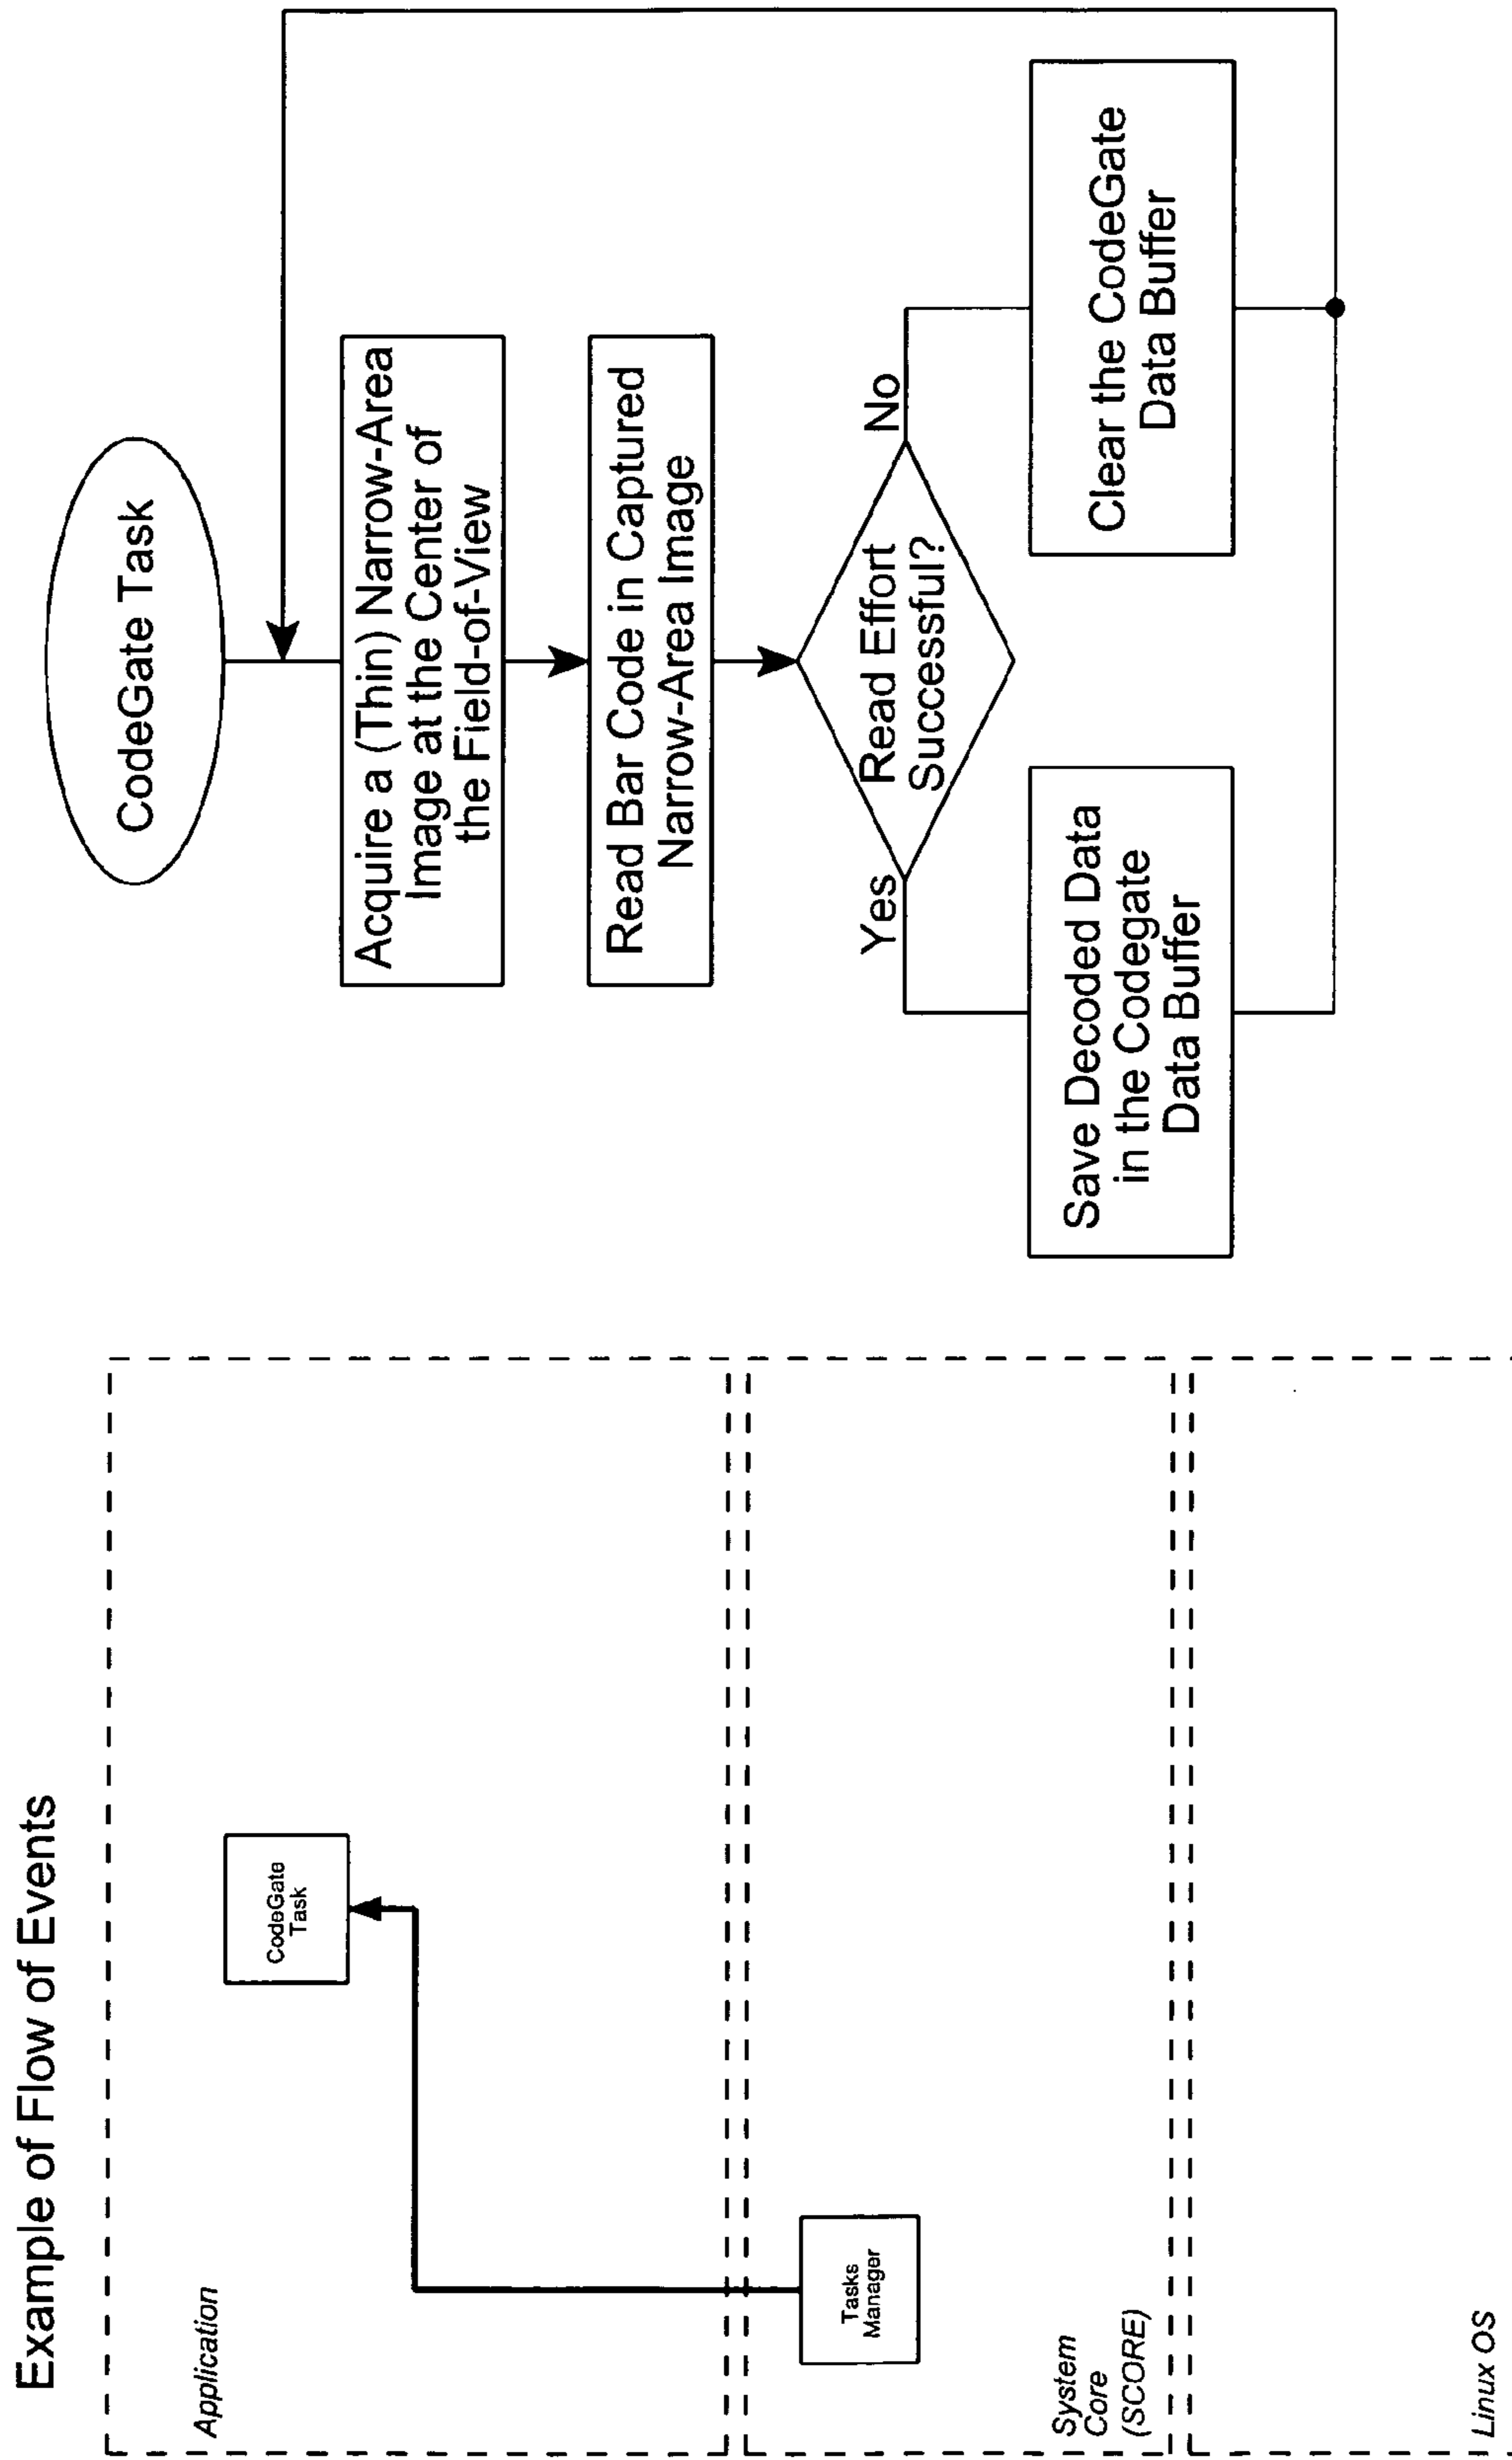 Example of Flow of Events
Application
CodeGate
Task
Tasks
Manager
System
Core
(SCORE)
Linux OS
CodeGate Task
Acquire a (Thin) Narrow-Area
Image at the Center of
the Field-of-View
Read Bar Code in Captured
Narrow-Area Image
Read Effort
Successful?
Yes
No
Save Decoded Data
in the Codegate
Data Buffer
Clear the CodeGate
Data Buffer